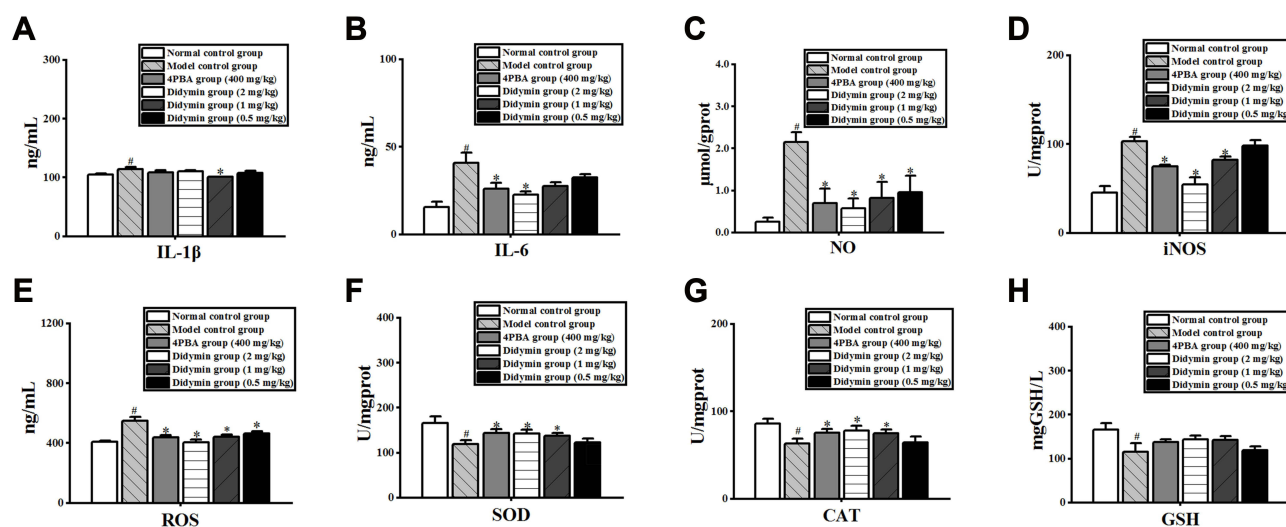 A
Normal control group
Model control group
4PBA group (400 mg/kg)
Didymin group (2 mg/kg)
Didymin group (1 mg/kg)
Didymin group (0.5 mg/kg)
300
200
100
0
ng/mL
#
*
IL-1β
B
Normal control group
Model control group
4PBA group (400 mg/kg)
Didymin group (2 mg/kg)
Didymin group (1 mg/kg)
Didymin group (0.5 mg/kg)
100
50
0
ng/mL
#
* *
IL-6
C
Normal control group
Model control group
4PBA group (400 mg/kg)
Didymin group (2 mg/kg)
Didymin group (1 mg/kg)
Didymin group (0.5 mg/kg)
4.0
3.0
2.0
1.0
0.0
μmol/gprot
#
* * * *
NO
D
Normal control group
Model control group
4PBA group (400 mg/kg)
Didymin group (2 mg/kg)
Didymin group (1 mg/kg)
Didymin group (0.5 mg/kg)
200
100
0
U/mgprot
#
* * *
iNOS
E
Normal control group
Model control group
4PBA group (400 mg/kg)
Didymin group (2 mg/kg)
Didymin group (1 mg/kg)
Didymin group (0.5 mg/kg)
1200
800
400
0
ng/mL
#
* * * *
ROS
F
Normal control group
Model control group
4PBA group (400 mg/kg)
Didymin group (2 mg/kg)
Didymin group (1 mg/kg)
Didymin group (0.5 mg/kg)
400
300
200
100
0
U/mgprot
#
* * *
SOD
G
Normal control group
Model control group
4PBA group (400 mg/kg)
Didymin group (2 mg/kg)
Didymin group (1 mg/kg)
Didymin group (0.5 mg/kg)
200
100
0
U/mgprot
#
* * *
CAT
H
Normal control group
Model control group
4PBA group (400 mg/kg)
Didymin group (2 mg/kg)
Didymin group (1 mg/kg)
Didymin group (0.5 mg/kg)
400
300
200
100
0
mgGSH/L
#
GSH